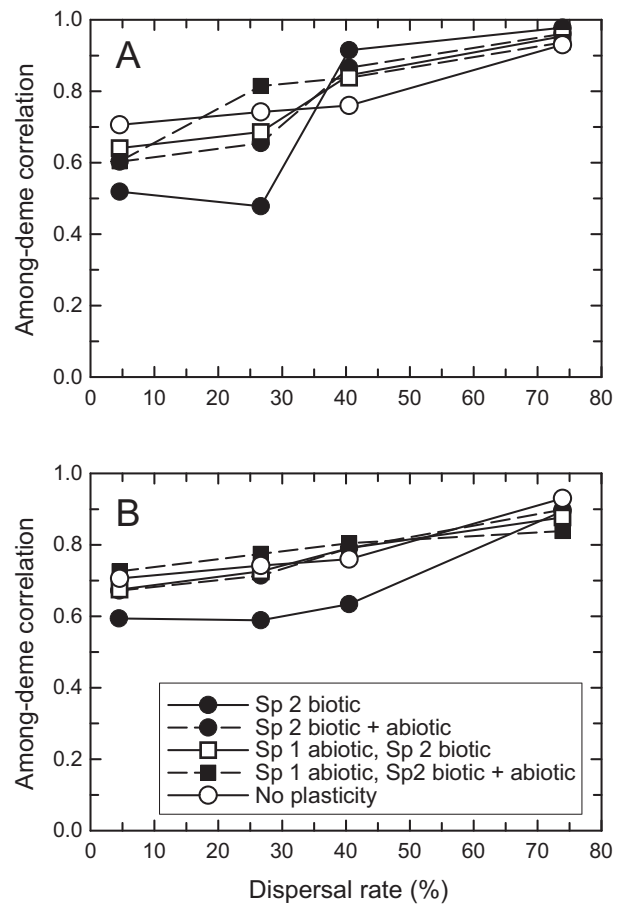 A
Among-deme correlation
1.0
0.8
0.6
0.4
0.2
0.0
0 10 20 30 40 50 60 70 80
B
Among-deme correlation
1.0
0.8
0.6
0.4
0.2
0.0
Sp 2 biotic
Sp 2 biotic + abiotic
Sp 1 abiotic, Sp 2 biotic
Sp 1 abiotic, Sp2 biotic + abiotic
No plasticity
0 10 20 30 40 50 60 70 80
Dispersal rate (%)